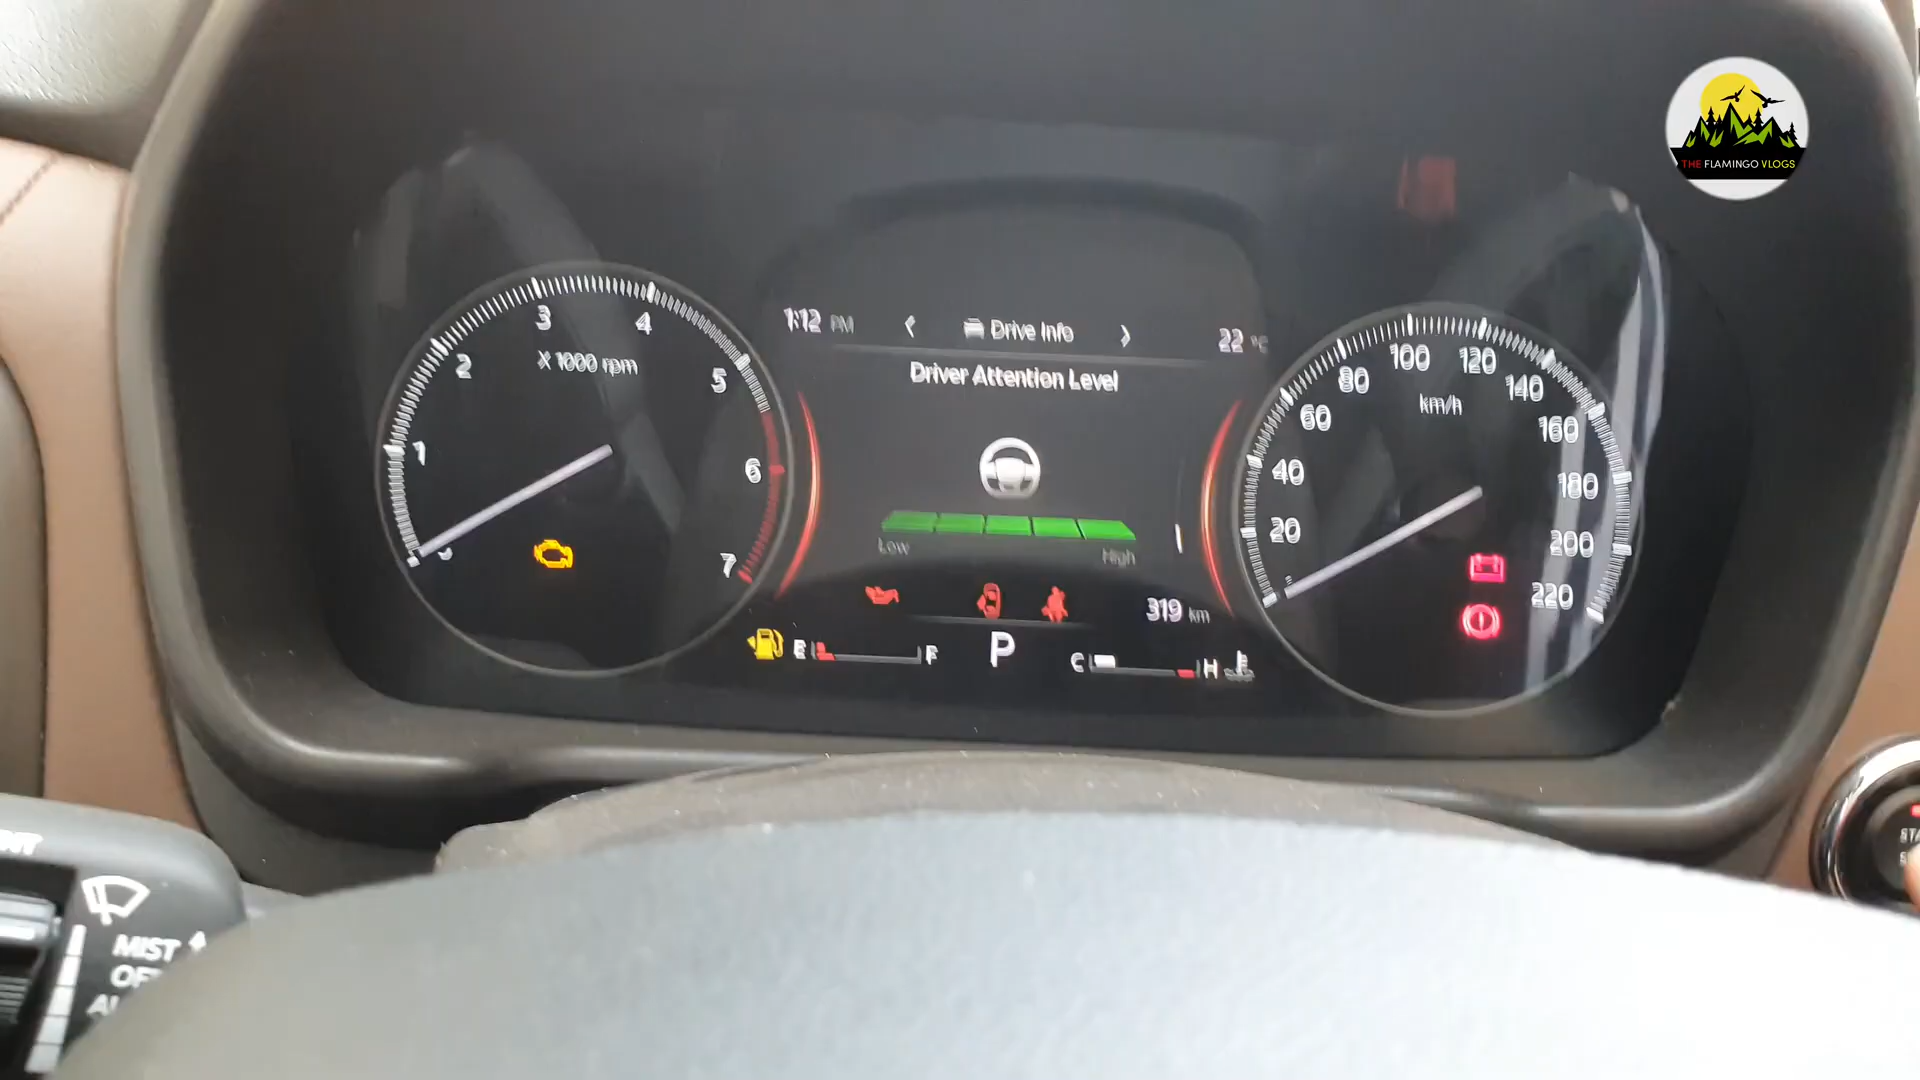 THE FLAMINGO VLOGS
1:12 PM
Drive Info
22 °C
Driver Attention Level
Low
High
1
2
3
4
5
6
7
X 1000 rpm
20
40
60
80
100
120
140
160
180
200
220
km/h
319 km
E
F
P
C
H
MIST